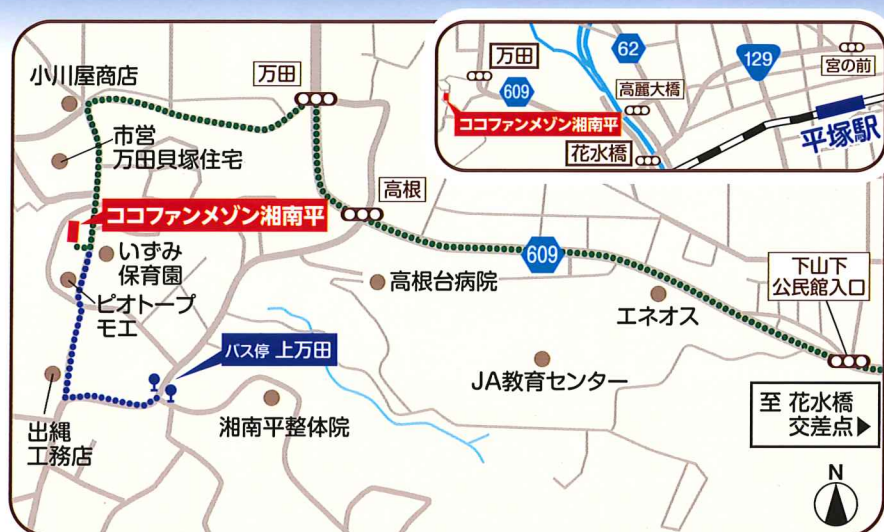 小川屋商店
万田
市営
万田貝塚住宅
ココファンメゾン湘南平
いずみ
保育園
ピオトープ
モエ
バス停 上万田
出縄
工務店
湘南平整体院
高根
高根台病院
609
エネオス
JA教育センター
下山下
公民館入口
至 花水橋
交差点▶
N
万田
609
62
高麗大橋
129
宮の前
ココファンメゾン湘南平
花水橋
平塚駅